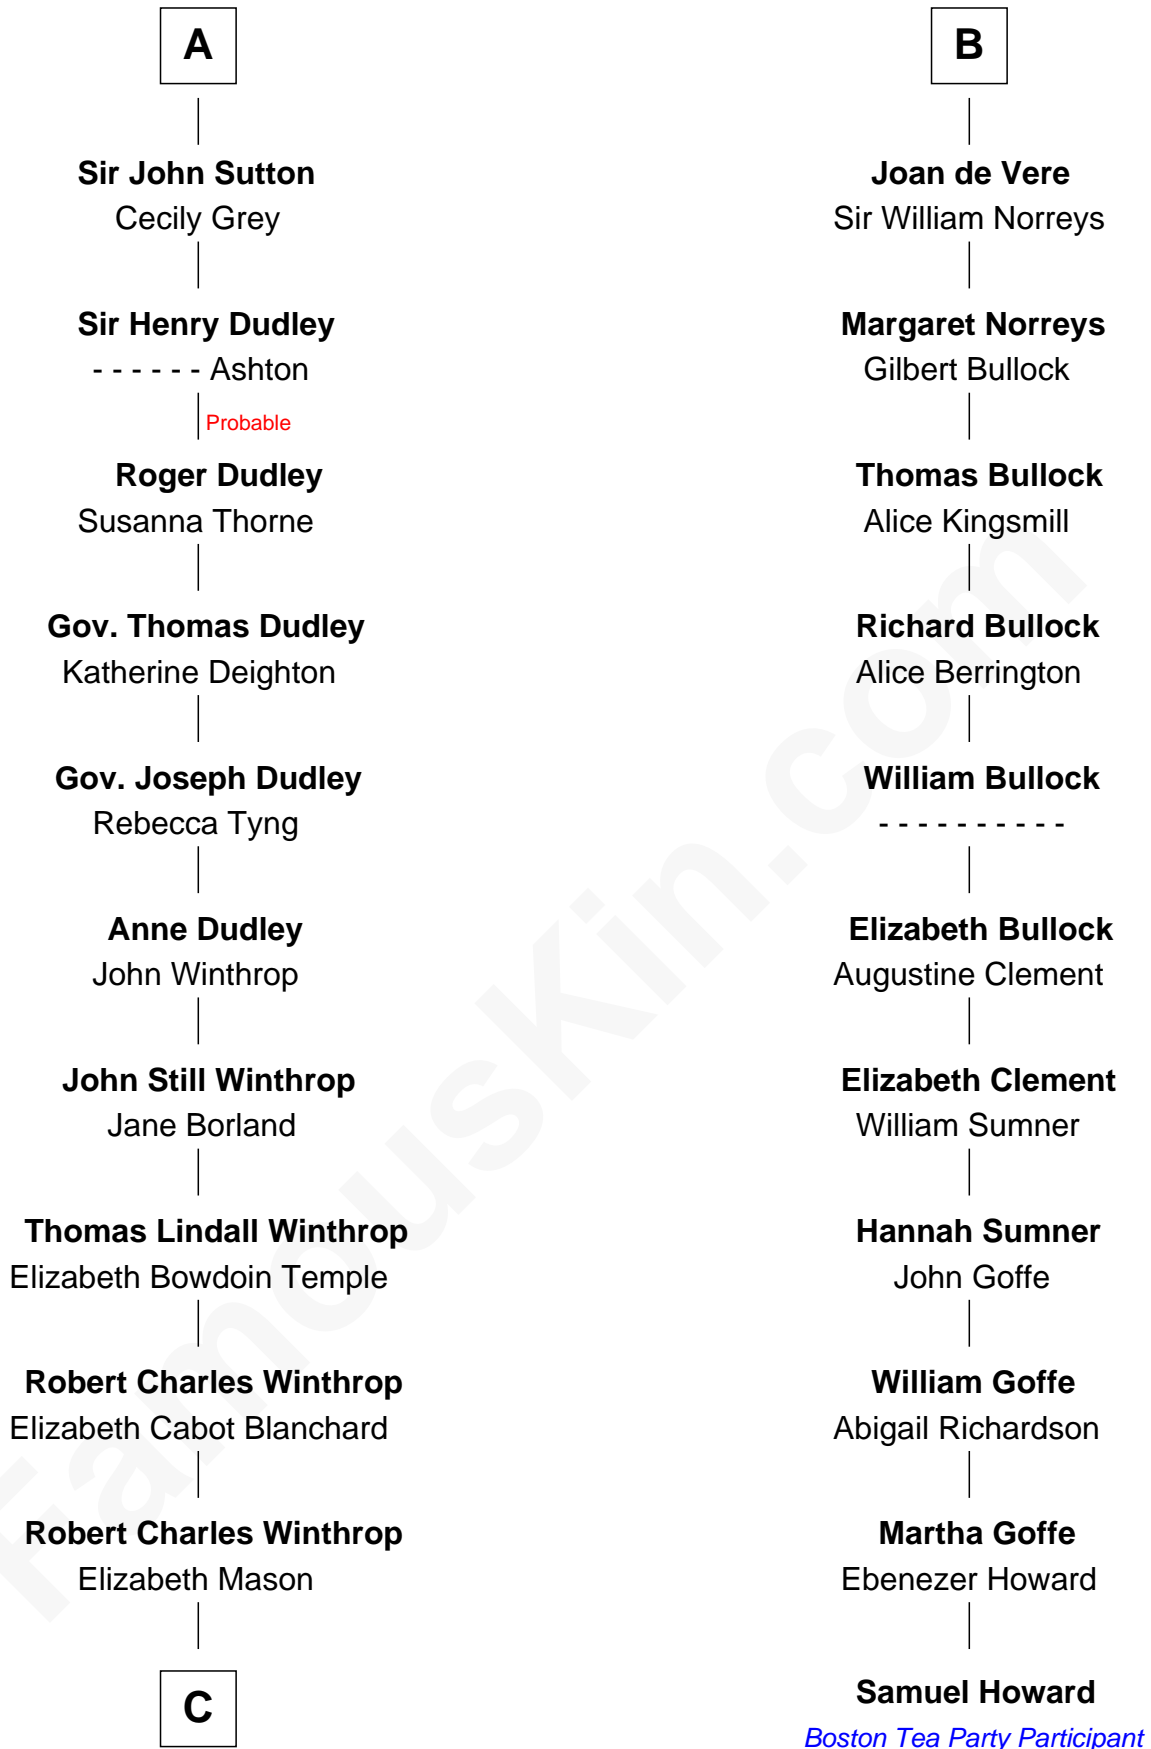 A
Sir John Sutton
Cecily Grey
Sir Henry Dudley
- - - - - - Ashton
Probable
Roger Dudley
Susanna Thorne
Gov. Thomas Dudley
Katherine Deighton
Gov. Joseph Dudley
Rebecca Tyng
Anne Dudley
John Winthrop
John Still Winthrop
Jane Borland
Thomas Lindall Winthrop
Elizabeth Bowdoin Temple
Robert Charles Winthrop
Elizabeth Cabot Blanchard
Robert Charles Winthrop
Elizabeth Mason
C
B
Joan de Vere
Sir William Norreys
Margaret Norreys
Gilbert Bullock
Thomas Bullock
Alice Kingsmill
Richard Bullock
Alice Berrington
William Bullock
- - - - - - - - - -
Elizabeth Bullock
Augustine Clement
Elizabeth Clement
William Sumner
Hannah Sumner
John Goffe
William Goffe
Abigail Richardson
Martha Goffe
Ebenezer Howard
Samuel Howard
Boston Tea Party Participant
FamousKin.com